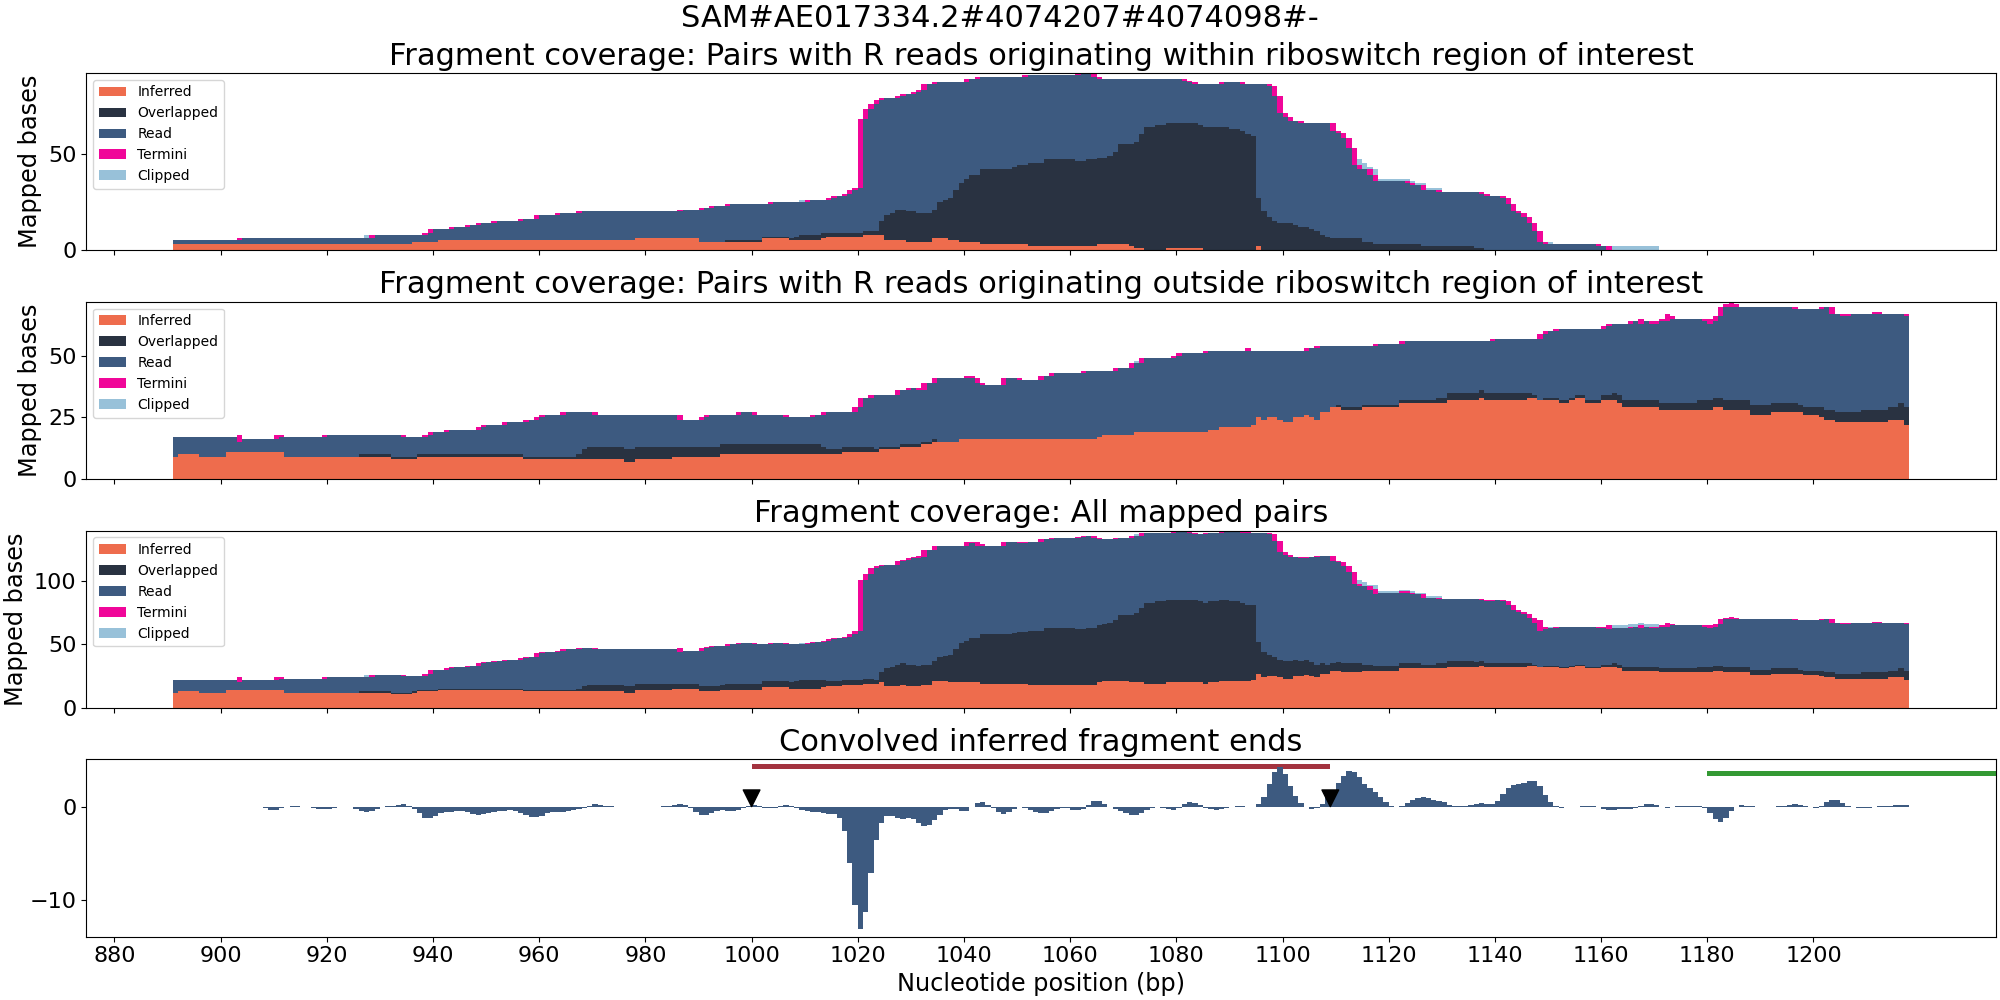 SAM#AE017334.2#4074207#4074098#-
Fragment coverage: Pairs with R reads originating within riboswitch region of interest
Mapped bases
50
0
Inferred
Overlapped
Read
Termini
Clipped
Fragment coverage: Pairs with R reads originating outside riboswitch region of interest
Mapped bases
50
25
0
Inferred
Overlapped
Read
Termini
Clipped
Fragment coverage: All mapped pairs
Mapped bases
100
50
0
Inferred
Overlapped
Read
Termini
Clipped
Convolved inferred fragment ends
0
−10
880 900 920 940 960 980 1000 1020 1040 1060 1080 1100 1120 1140 1160 1180 1200
Nucleotide position (bp)